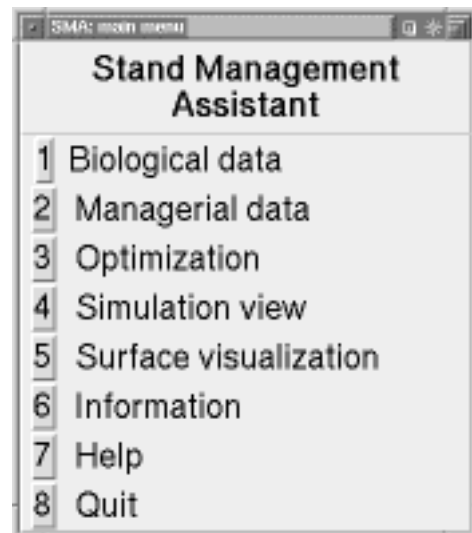 SMA: main menu
Stand Management
Assistant
1 Biological data
2 Managerial data
3 Optimization
4 Simulation view
5 Surface visualization
6 Information
7 Help
8 Quit